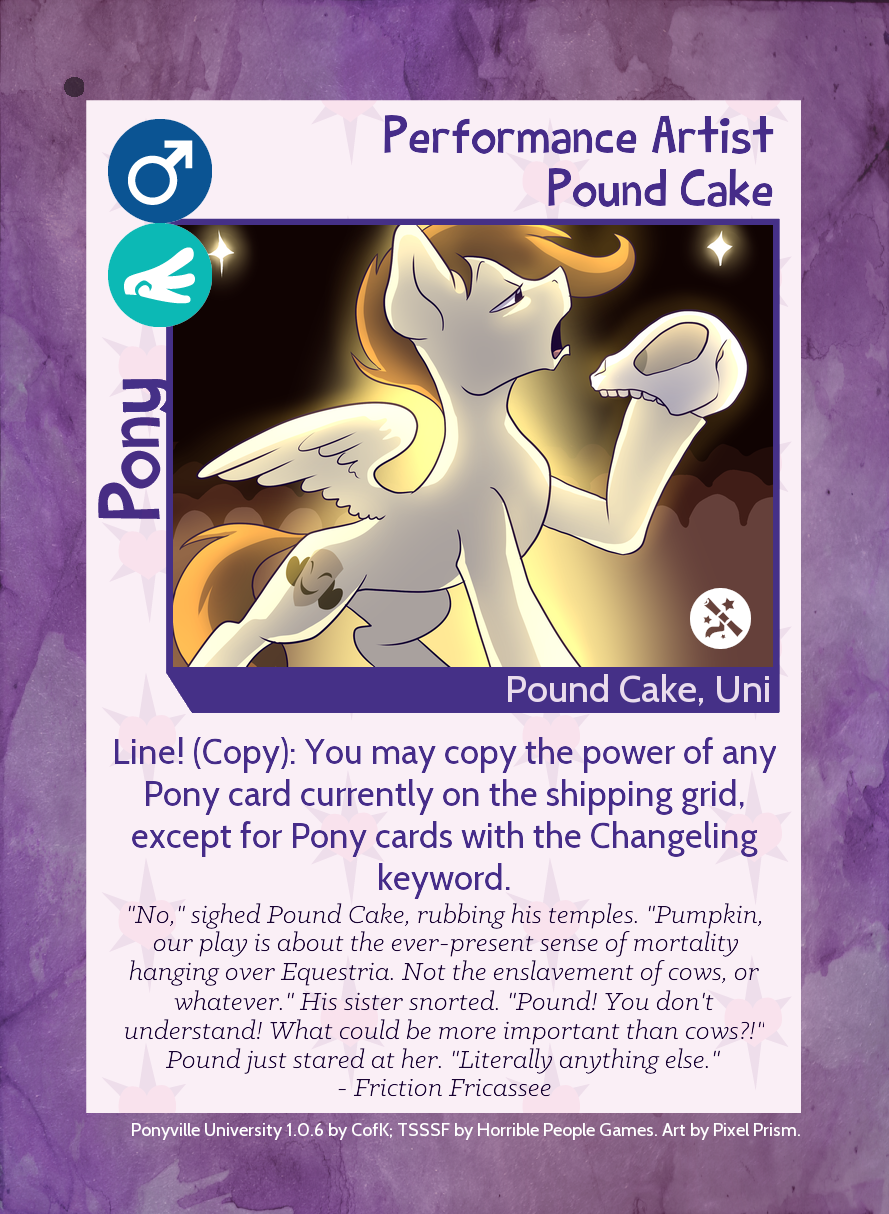 Performance Artist
Pound Cake
Pony
Pound Cake, Uni
Line! (Copy): You may copy the power of any
Pony card currently on the shipping grid,
except for Pony cards with the Changeling
keyword.
"No," sighed Pound Cake, rubbing his temples. "Pumpkin,
our play is about the ever-present sense of mortality
hanging over Equestria. Not the enslavement of cows, or
whatever." His sister snorted. "Pound! You don't
understand! What could be more important than cows?!"
Pound just stared at her. "Literally anything else."
- Friction Fricassee
Ponyville University 1.0.6 by CofK; TSSSF by Horrible People Games. Art by Pixel Prism.